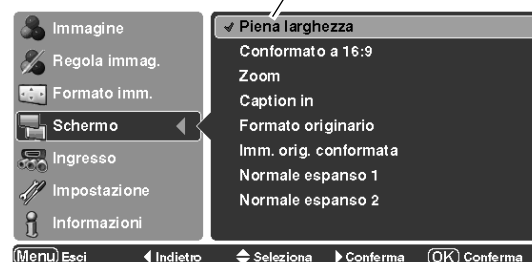 Immagine
Regola immag.
Formato imm.
Schermo
Ingresso
Impostazione
Informazioni
Piena larghezza
Conformato a 16:9
Zoom
Caption in
Formato originario
Imm. orig. conformata
Normale espanso 1
Normale espanso 2
Menu Esci Indietro Seleziona Conferma OK Conferma